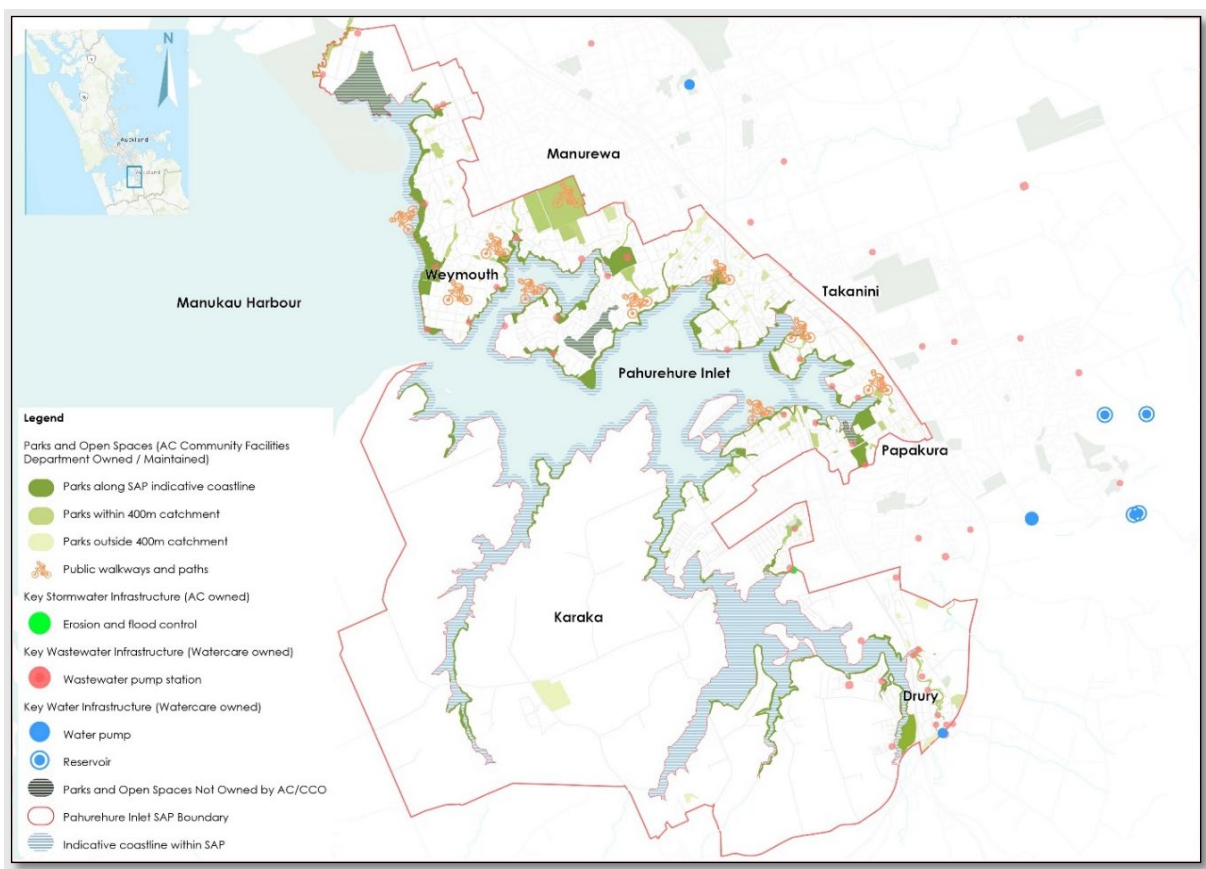 N
Auckland
Auckland
Manurewa
Weymouth
Takanini
Manukau Harbour
Pahurehure Inlet
Papakura
Karaka
Drury
Legend
Parks and Open Spaces (AC Community Facilities
Department Owned / Maintained)
Parks along SAP indicative coastline
Parks within 400m catchment
Parks outside 400m catchment
Public walkways and paths
Key Stormwater Infrastructure (AC owned)
Erosion and flood control
Key Wastewater Infrastructure (Watercare owned)
Wastewater pump station
Key Water Infrastructure (Watercare owned)
Water pump
Reservoir
Parks and Open Spaces Not Owned by AC/CCO
Pahurehure Inlet SAP Boundary
Indicative coastline within SAP